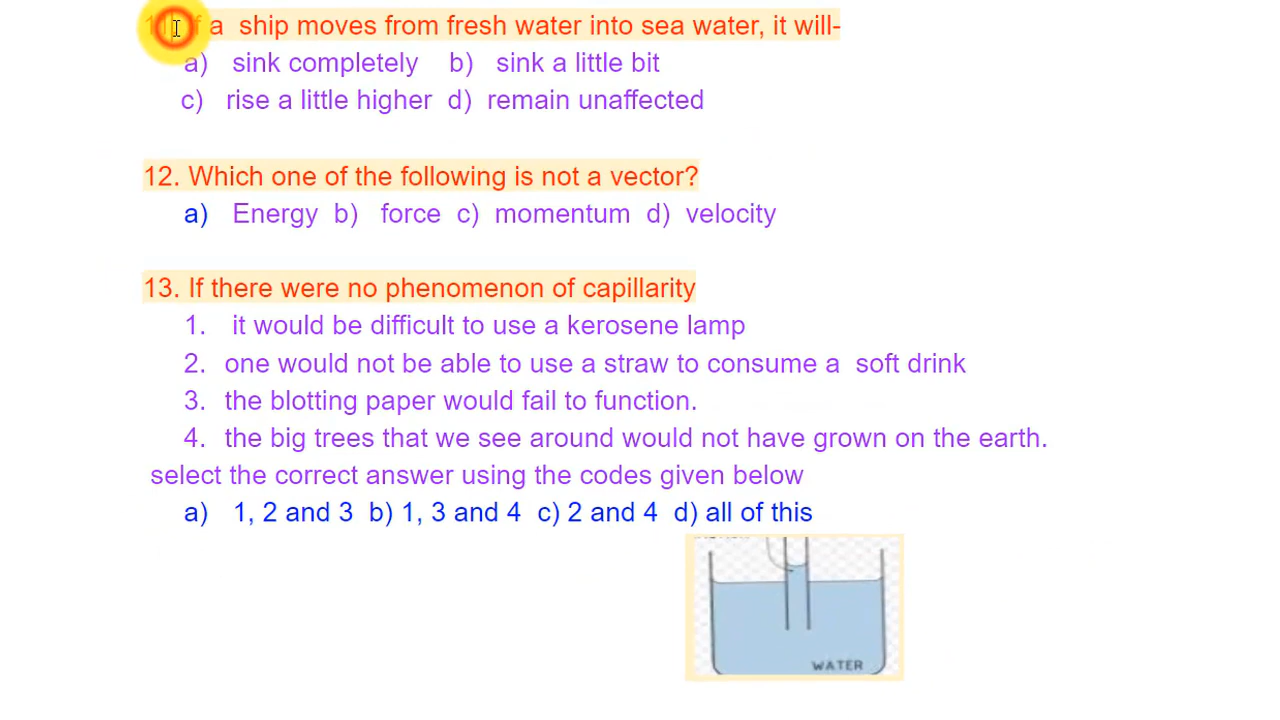 11. If a ship moves from fresh water into sea water, it will-
a) sink completely b) sink a little bit
c) rise a little higher d) remain unaffected
12. Which one of the following is not a vector?
a) Energy b) force c) momentum d) velocity
13. If there were no phenomenon of capillarity
1. it would be difficult to use a kerosene lamp
2. one would not be able to use a straw to consume a soft drink
3. the blotting paper would fail to function.
4. the big trees that we see around would not have grown on the earth.
select the correct answer using the codes given below
a) 1, 2 and 3 b) 1, 3 and 4 c) 2 and 4 d) all of this
WATER